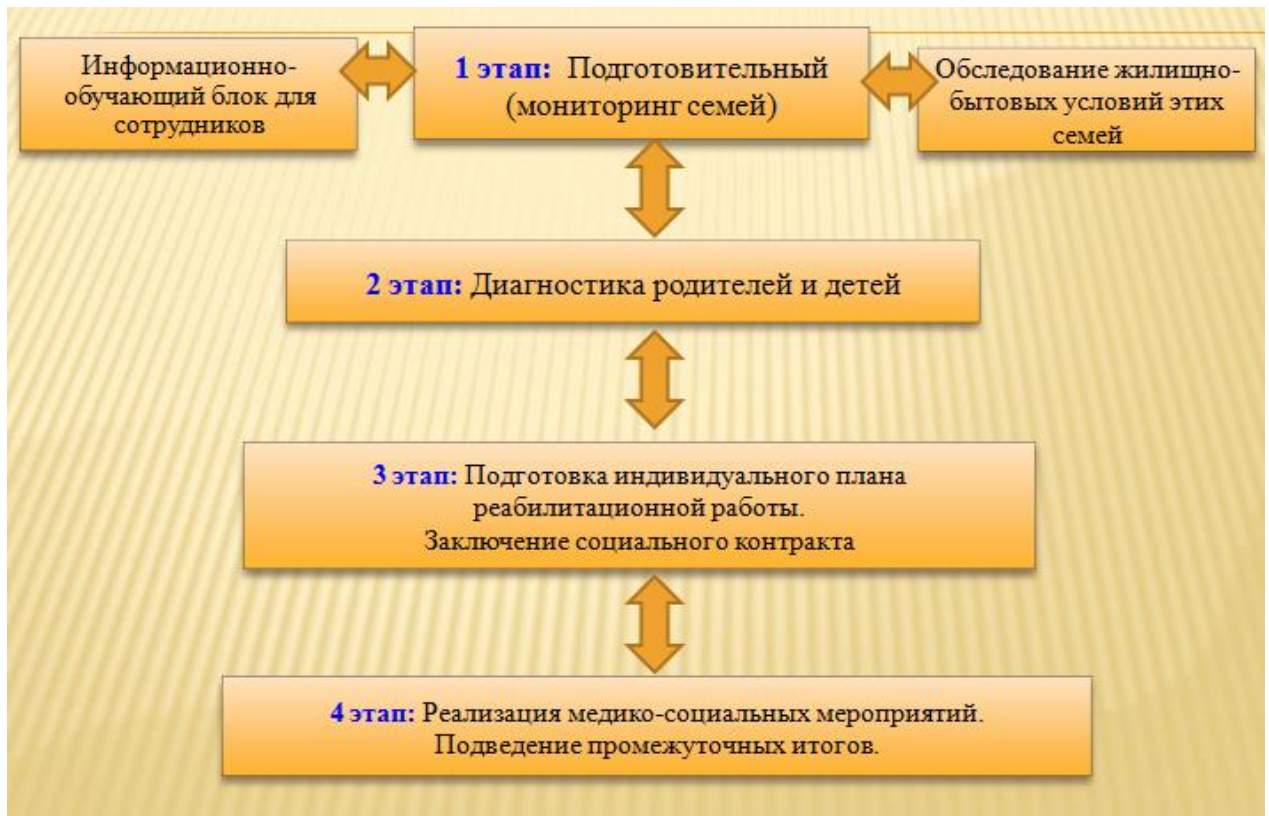 Информационно-
обучающий блок для
сотрудников
1 этап: Подготовительный
(мониторинг семей)
Обследование жилищно-
бытовых условий этих
семей
2 этап: Диагностика родителей и детей
3 этап: Подготовка индивидуального плана
реабилитационной работы.
Заключение социального контракта
4 этап: Реализация медико-социальных мероприятий.
Подведение промежуточных итогов.